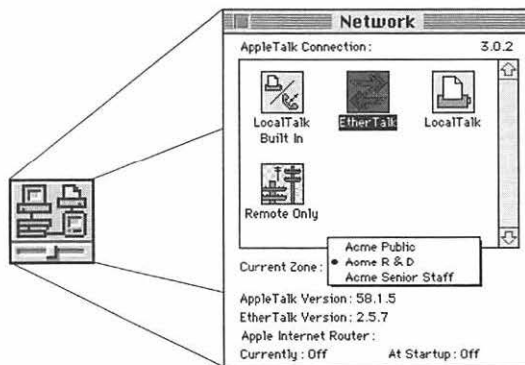 Network
AppleTalk Connection: 3.0.2
LocalTalk Built In
EtherTalk
LocalTalk
Remote Only
Acme Public
Current Zone: • Acme R & D
Acme Senior Staff
AppleTalk Version: 58.1.5
EtherTalk Version: 2.5.7
Apple Internet Router:
Currently: Off At Startup: Off